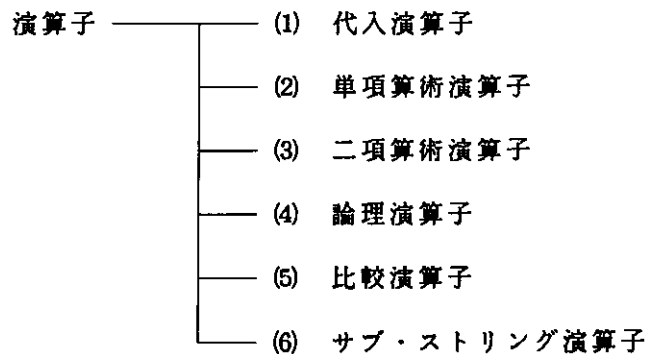 演算子 (1) 代入演算子
(2) 単項算術演算子
(3) 二項算術演算子
(4) 論理演算子
(5) 比較演算子
(6) サブ・ストリング演算子